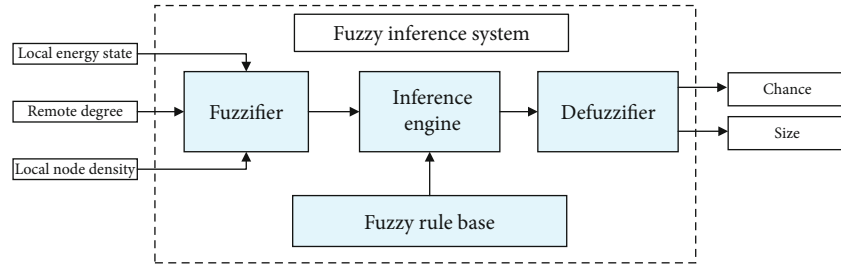 Fuzzy inference system
Local energy state
Remote degree
Local node density
Fuzzifier
Inference
engine
Defuzzifier
Fuzzy rule base
Chance
Size